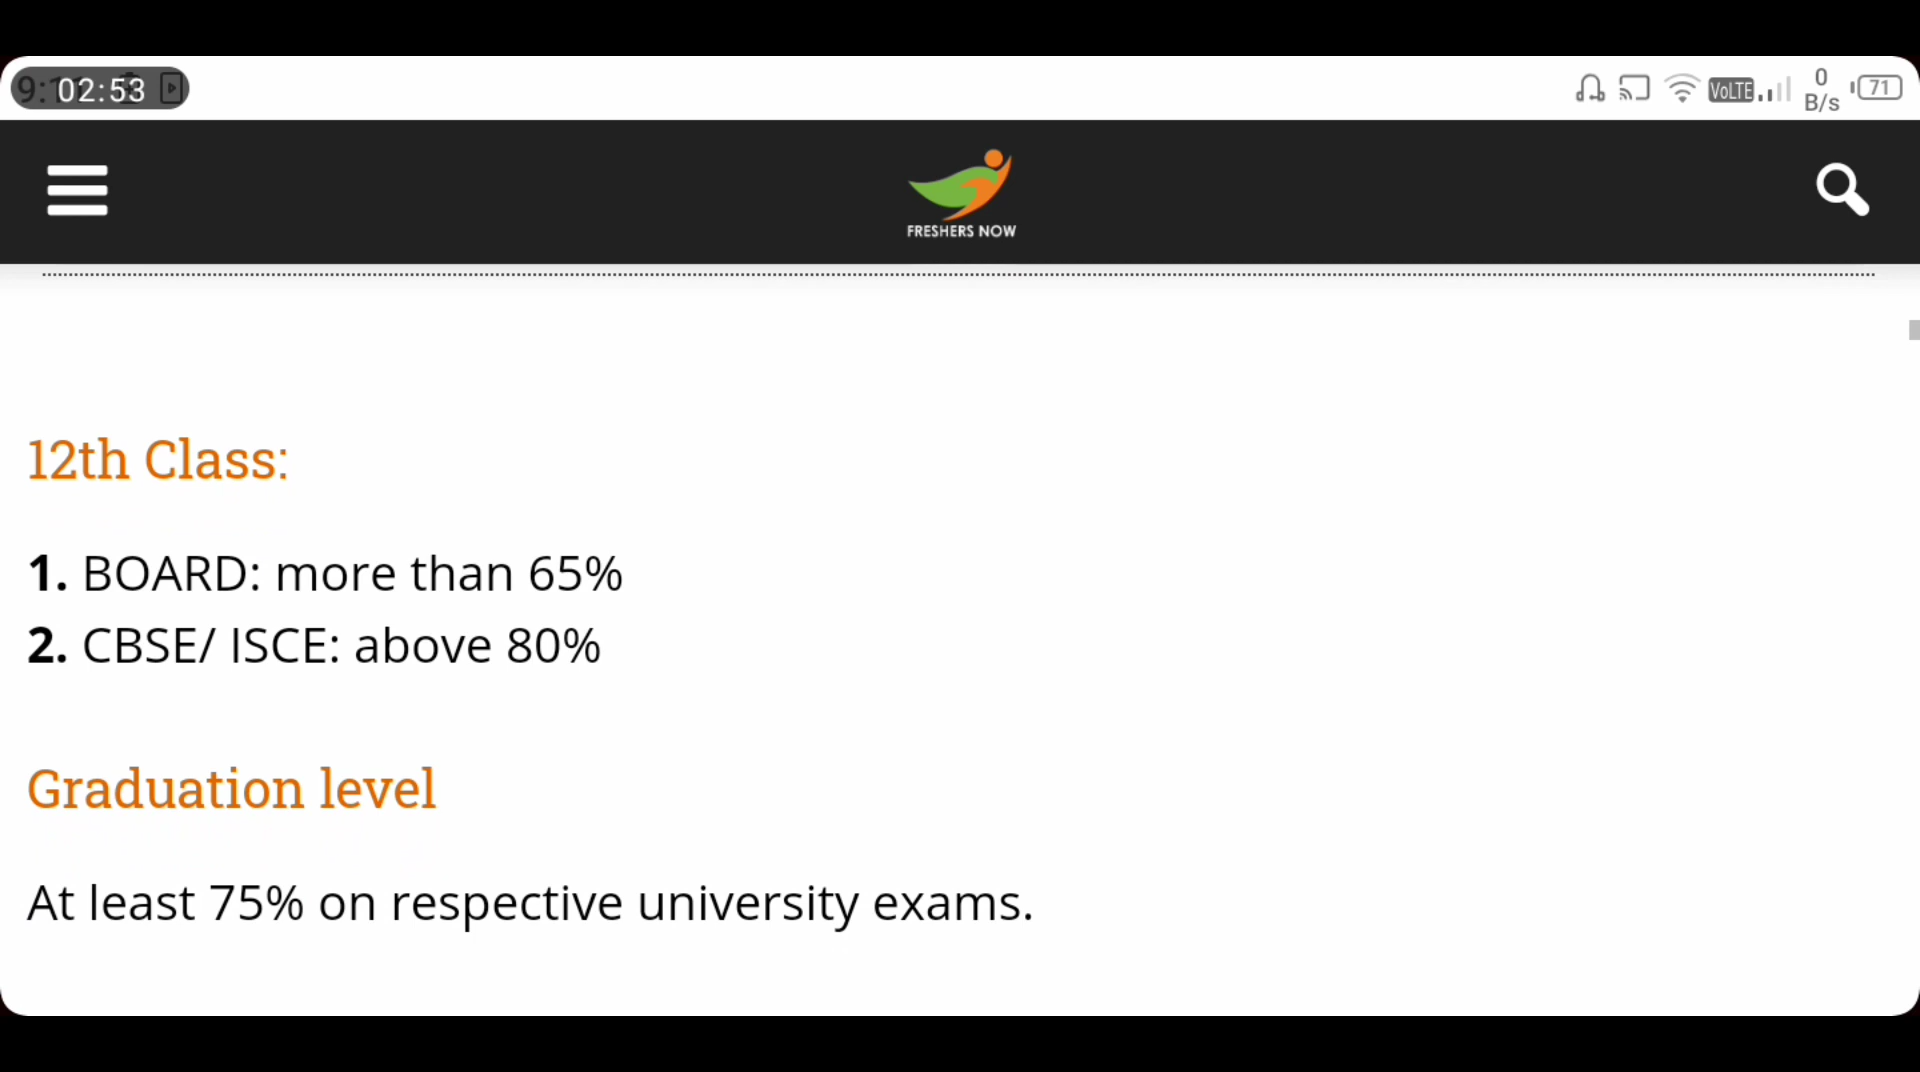 02:53
VoLTE
0
B/s
71
FRESHERS NOW
12th Class:
1. BOARD: more than 65%
2. CBSE/ ISCE: above 80%
Graduation level
At least 75% on respective university exams.